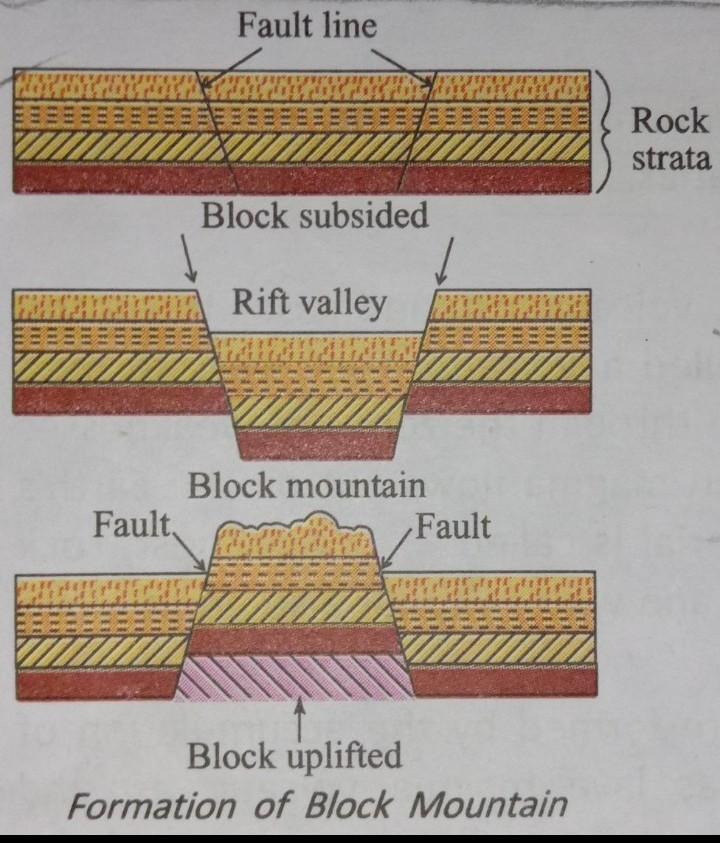 Fault line
Rock
strata
Block subsided
Rift valley
Block mountain
Fault
Fault
Block uplifted
Formation of Block Mountain